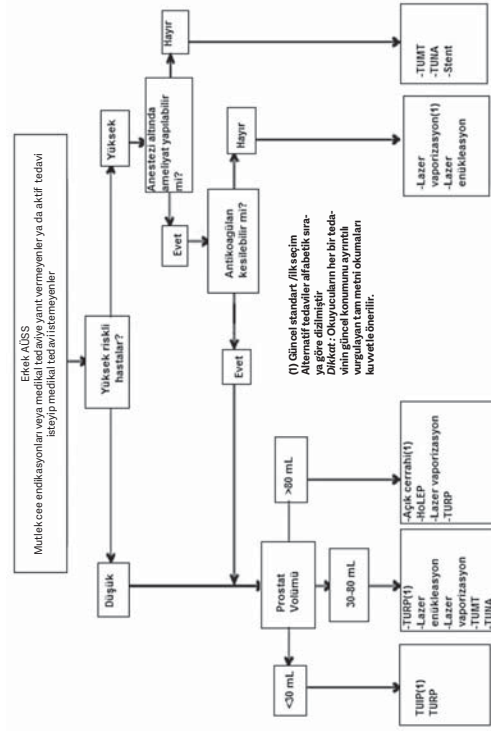 Erkek AÜSS
Mutlek cee endikasyonları veya medikal tedaviye yanıt vermeyenler ya da aktif tedavi
isteyip medikal tedavi istemeyenler
Yüksek riskli
hastalar?
Düşük
Yüksek
Anestezi altında
ameliyat yapılabilir
mi?
Evet
Hayır
Antikoagülan
kesilebilir mi?
Evet
Hayır
Prostat
Volümü
<30 mL
30-80 mL
>80 mL
TUIP(1)
TURP
-TURP(1)
-Lazer
enükleasyon
-Lazer
vaporizasyon
-TUMT
-TUNA
-Açik cerrahi(1)
-HoLEP
-Lazer vaporizasyon
-TURP
-Lazer
vaporizasyon(1)
-Lazer
enükleasyon
-TUMT
-TUNA
-Stent
(1) Güncel standart /ilk seçim
Alternatif tedaviler alfabetik sıra-
ya göre dizilmiştir
Dikkat : Okuyucuların her bir teda-
vinin güncel konumunu ayrıntılı
vurgulayan tam metni okumaları
kuvvetle önerilir.